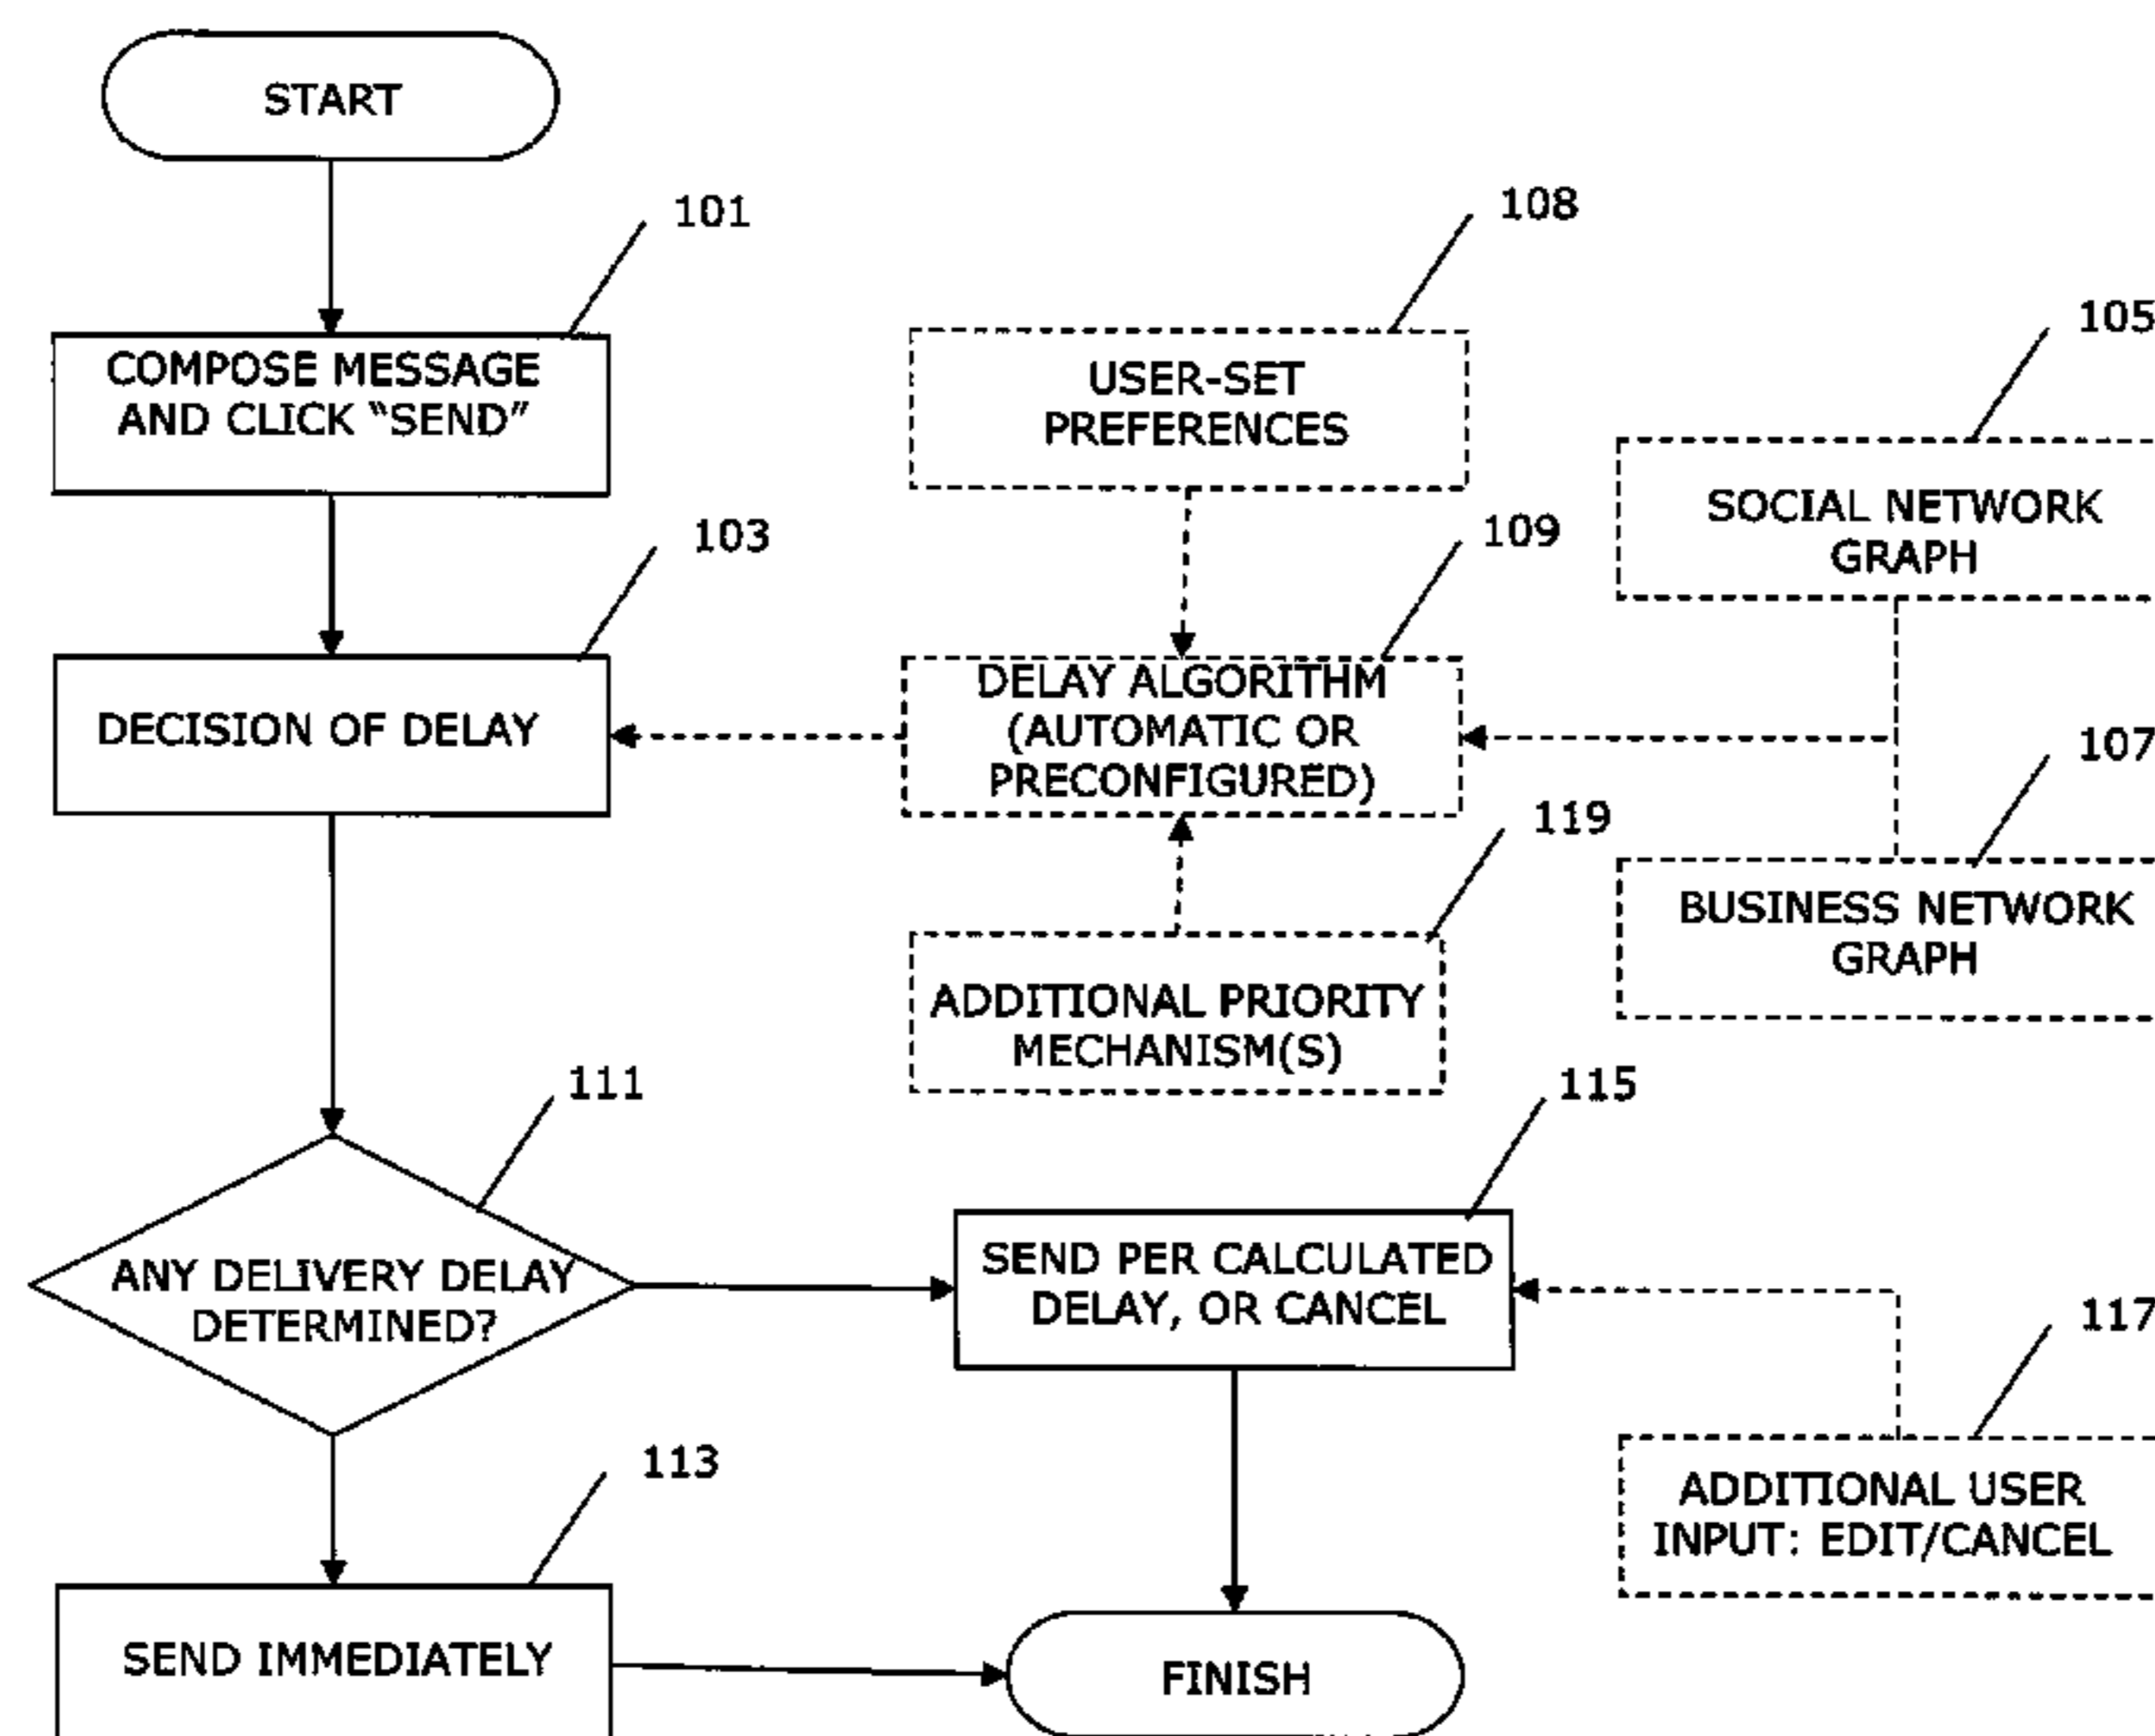 START
101
COMPOSE MESSAGE
AND CLICK “SEND”
108
USER-SET
PREFERENCES
105
SOCIAL NETWORK
GRAPH
103
DECISION OF DELAY
109
DELAY ALGORITHM
(AUTOMATIC OR
PRECONFIGURED)
107
BUSINESS NETWORK
GRAPH
119
ADDITIONAL PRIORITY
MECHANISM(S)
111
ANY DELIVERY DELAY
DETERMINED?
115
SEND PER CALCULATED
DELAY, OR CANCEL
117
ADDITIONAL USER
INPUT: EDIT/CANCEL
113
SEND IMMEDIATELY
FINISH